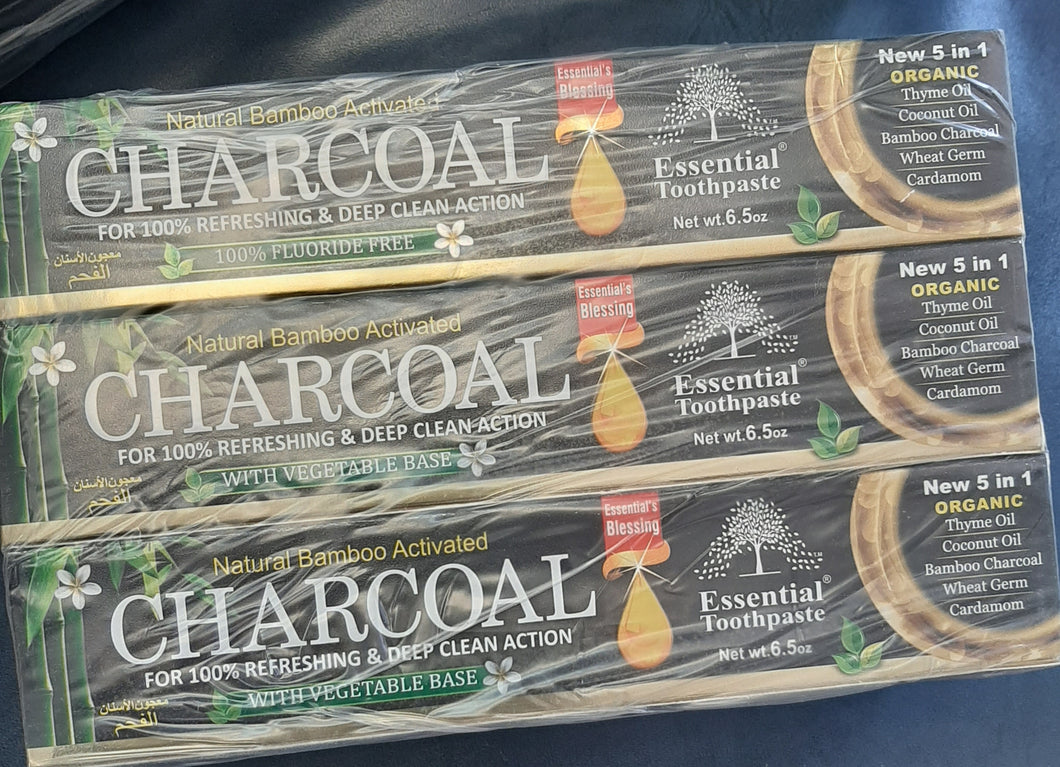 Natural Bamboo Activated
CHARCOAL
FOR 100% REFRESHING & DEEP CLEAN ACTION
100% FLUORIDE FREE
معجون الأسنان
الفحم
Essential's
Blessing
Essential®
Toothpaste
Net wt.6.5oz
New 5 in 1
ORGANIC
Thyme Oil
Coconut Oil
Bamboo Charcoal
Wheat Germ
Cardamom
Natural Bamboo Activated
CHARCOAL
FOR 100% REFRESHING & DEEP CLEAN ACTION
WITH VEGETABLE BASE
معجون الأسنان
الفحم
Essential's
Blessing
TM
Essential®
Toothpaste
Net wt.6.5oz
New 5 in 1
ORGANIC
Thyme Oil
Coconut Oil
Bamboo Charcoal
Wheat Germ
Cardamom
Natural Bamboo Activated
CHARCOAL
FOR 100% REFRESHING & DEEP CLEAN ACTION
WITH VEGETABLE BASE
معجون الأسنان
الفحم
Essential's
Blessing
TM
Essential®
Toothpaste
Net wt.6.5oz
New 5 in 1
ORGANIC
Thyme Oil
Coconut Oil
Bamboo Charcoal
Wheat Germ
Cardamom